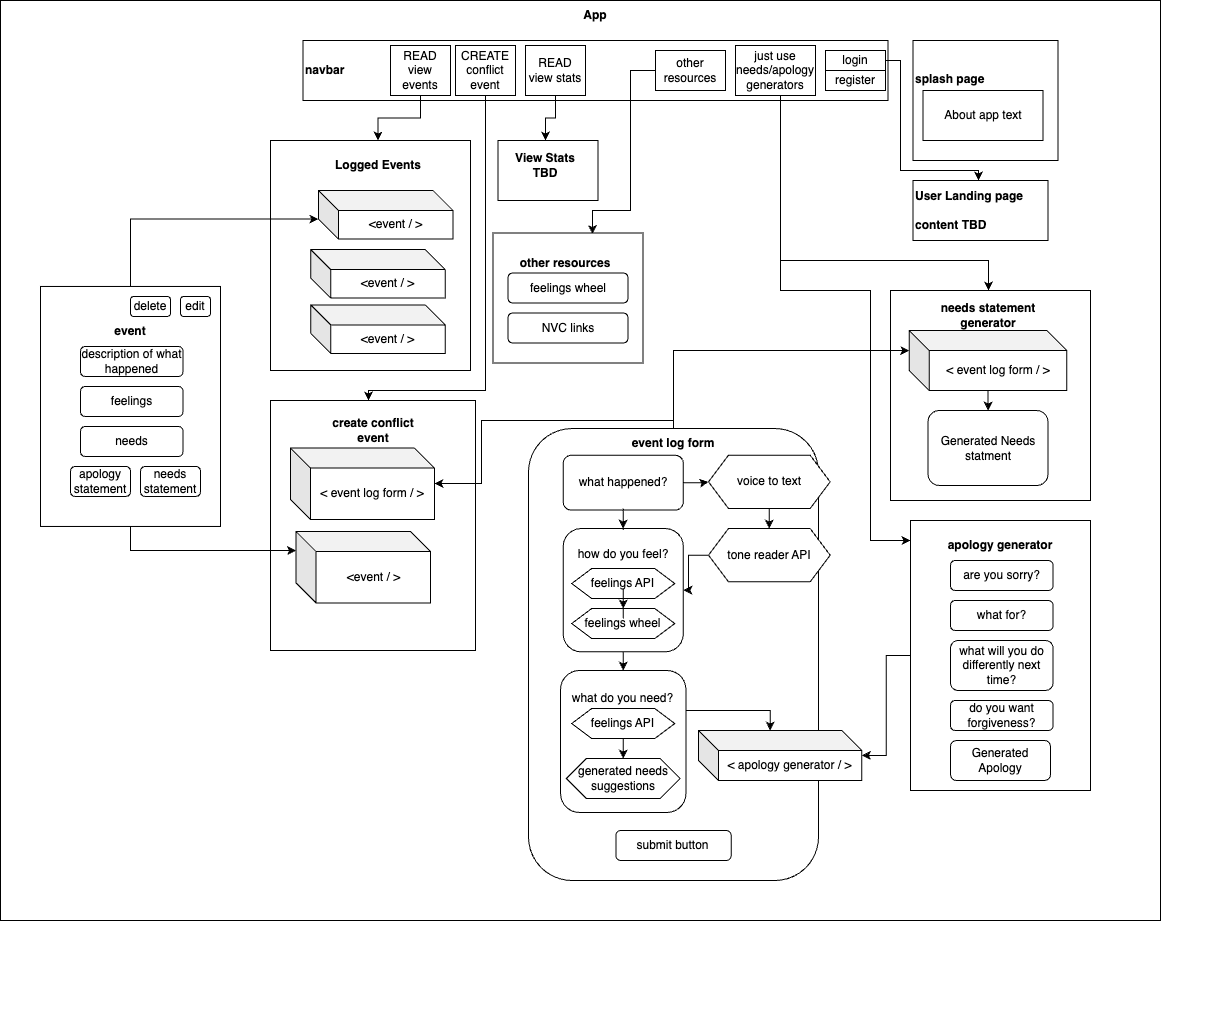 App
navbar
READ
view
events
CREATE
conflict
event
READ
view stats
other
resources
just use
needs/apology
generators
login
register
splash page
About app text
User Landing page
content TBD
Logged Events
<event / >
<event / >
<event / >
View Stats
TBD
other resources
feelings wheel
NVC links
delete
edit
event
description of what
happened
feelings
needs
apology
statement
needs
statement
create conflict
event
< event log form / >
<event / >
event log form
what happened?
voice to text
how do you feel?
feelings API
feelings wheel
tone reader API
what do you need?
feelings API
generated needs
suggestions
< apology generator / >
submit button
needs statement
generator
< event log form / >
Generated Needs
statment
apology generator
are you sorry?
what for?
what will you do
differently next
time?
do you want
forgiveness?
Generated
Apology